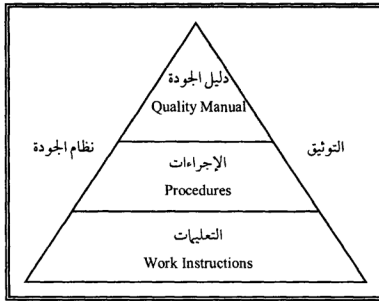 دليل الجودة
Quality Manual
التوثيق
نظام الجودة
الإجراءات
Procedures
التعليمات
Work Instructions